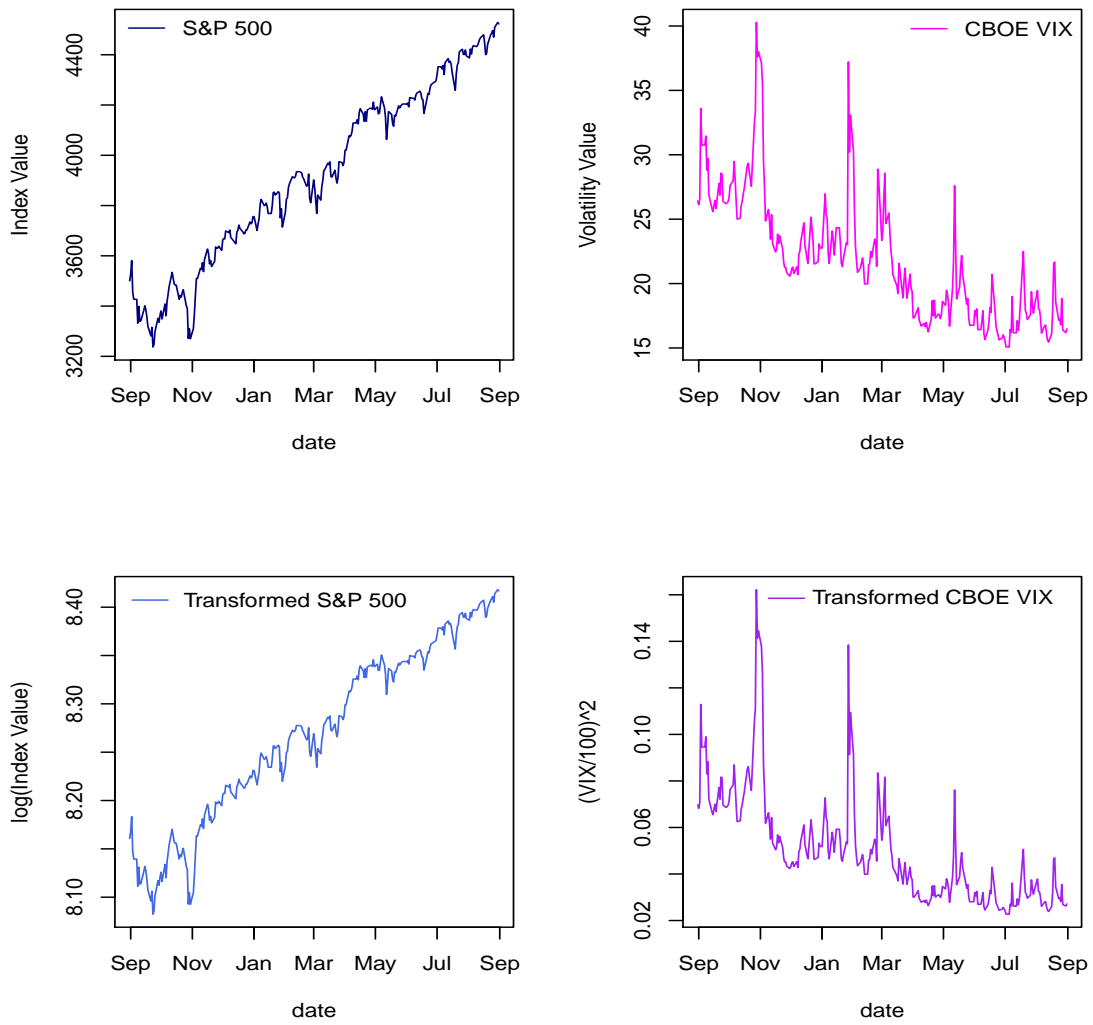 S&P 500
Index Value
4400
4000
3600
3200
Sep Nov Jan Mar May Jul Sep
date
CBOE VIX
Volatility Value
40
35
30
25
20
15
Sep Nov Jan Mar May Jul Sep
date
Transformed S&P 500
log(Index Value)
8.40
8.30
8.20
8.10
Sep Nov Jan Mar May Jul Sep
date
Transformed CBOE VIX
(VIX/100)^2
0.14
0.10
0.06
0.02
Sep Nov Jan Mar May Jul Sep
date